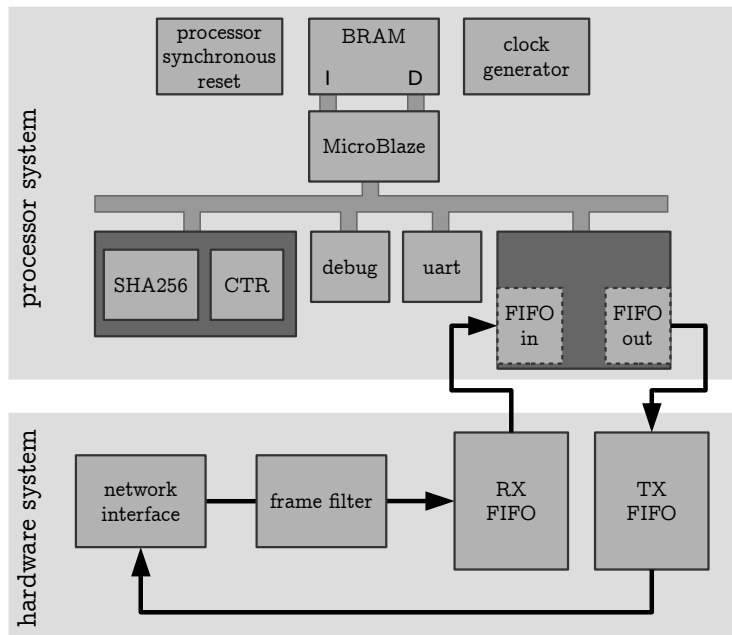 processor system
processor
synchronous
reset
BRAM
I D
clock
generator
MicroBlaze
SHA256
CTR
debug
uart
FIFO
in
FIFO
out
hardware system
network
interface
frame filter
RX
FIFO
TX
FIFO